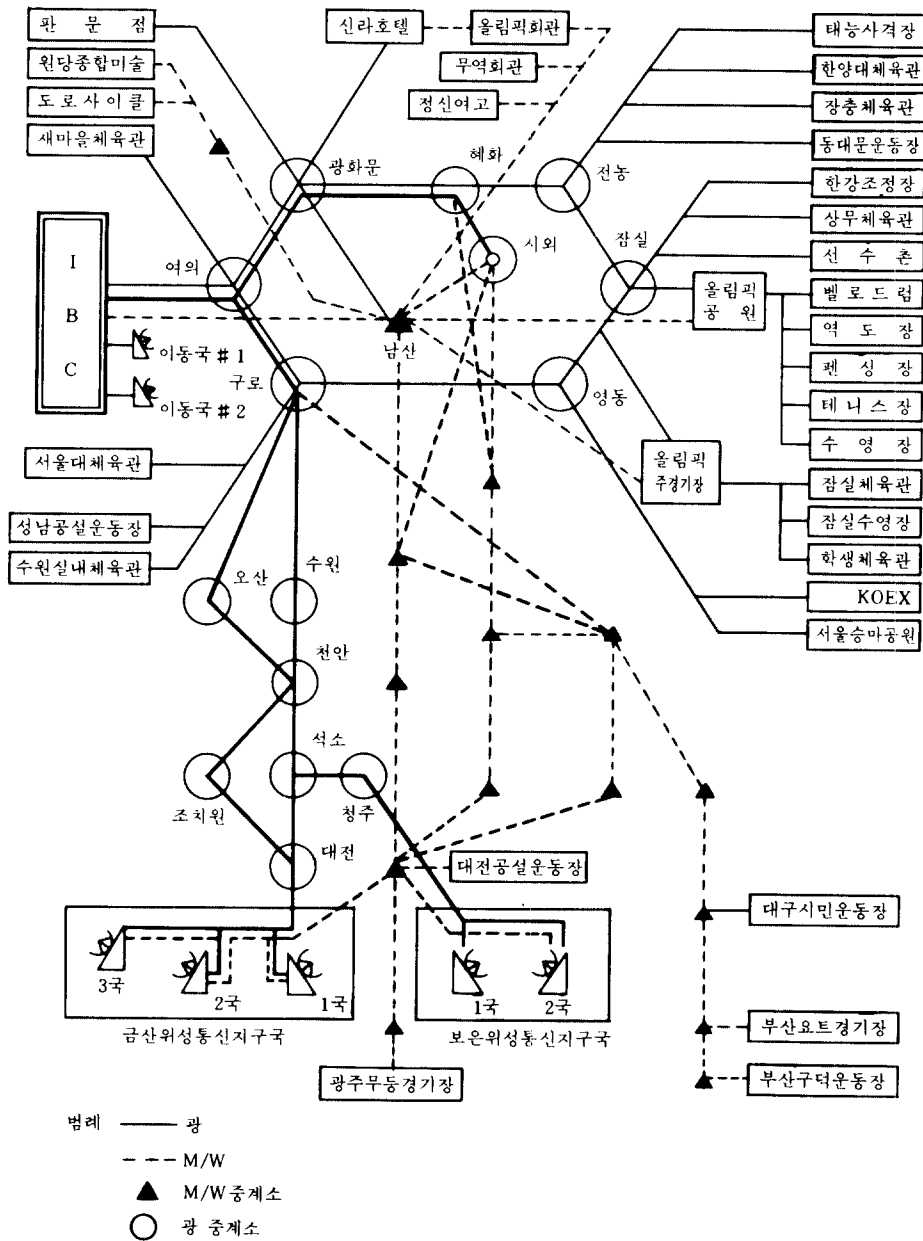 판문점
원당종합미술
도로사이클
새마을체육관
신라호텔
올림픽회관
무역회관
정신여고
태능사격장
한양대체육관
장충체육관
동대문운동장
한강조정장
상무체육관
선수촌
벨로드럼
역도장
펜싱장
테니스장
수영장
잠실체육관
잠실수영장
학생체육관
KOEX
서울승마공원
광화문
혜화
전농
시외
잠실
여의
올림픽
공원
I
B
C
이동국 #1
이동국 #2
남산
구로
영동
올림픽
주경기장
서울대체육관
성남공설운동장
수원실내체육관
오산
수원
천안
석소
조치원
청주
대전
대전공설운동장
대구시민운동장
3국
2국
1국
금산위성통신지구국
1국
2국
보은위성통신지구국
부산요트경기장
부산구덕운동장
광주무등경기장
범례
광
M/W
M/W 중계소
광 중계소